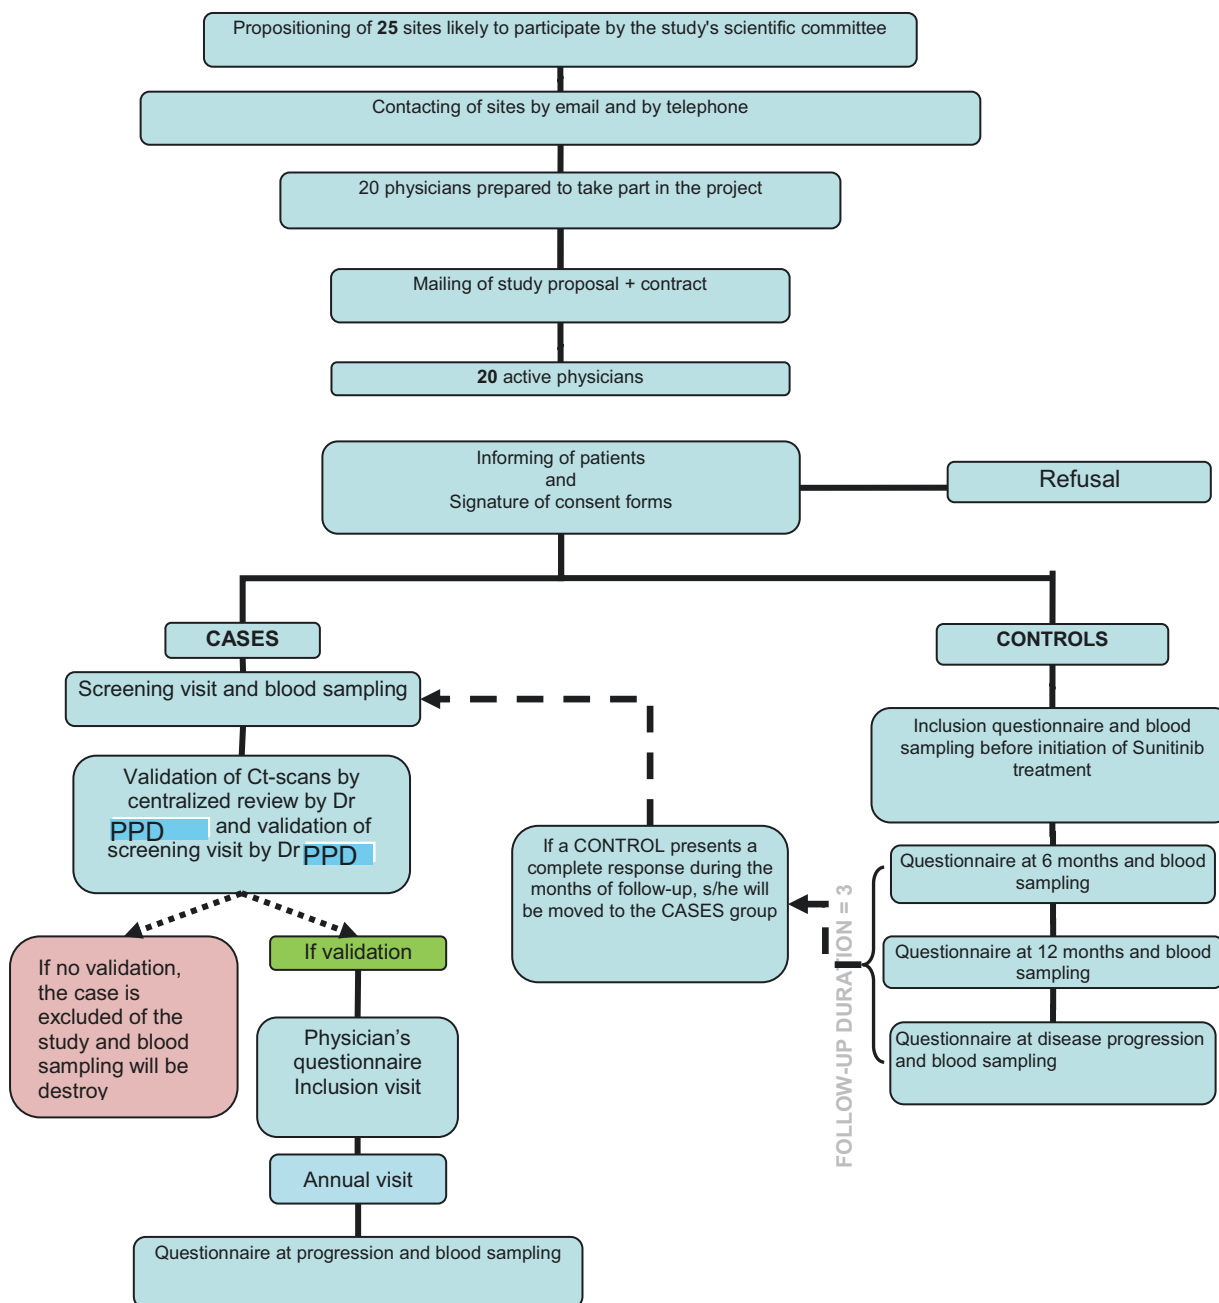 Propositioning of 25 sites likely to participate by the study's scientific committee
Contacting of sites by email and by telephone
20 physicians prepared to take part in the project
Mailing of study proposal + contract
20 active physicians
Informing of patients
and
Signature of consent forms
Refusal
CASES
Screening visit and blood sampling
Validation of Ct-scans by
centralized review by Dr
PPD and validation of
screening visit by Dr PPD
If no validation,
the case is
excluded of the
study and blood
sampling will be
destroy
If validation
Physician's
questionnaire
Inclusion visit
Annual visit
Questionnaire at progression and blood sampling
If a CONTROL presents a
complete response during the
months of follow-up, s/he will
be moved to the CASES group
FOLLOW-UP DURATION = 3
CONTROLS
Inclusion questionnaire and blood
sampling before initiation of Sunitinib
treatment
Questionnaire at 6 months and blood
sampling
Questionnaire at 12 months and blood
sampling
Questionnaire at disease progression
and blood sampling